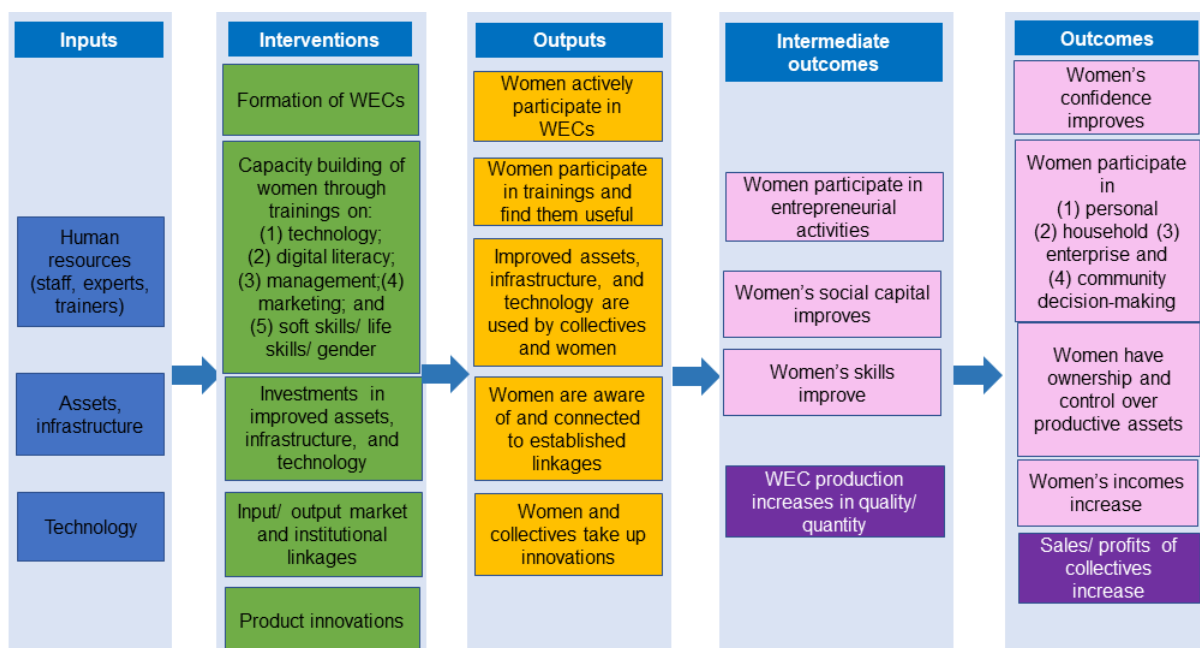 Inputs
Human
resources
(staff, experts,
trainers)
Assets,
infrastructure
Technology
Interventions
Formation of WECs
Capacity building of
women through
trainings on:
(1) technology;
(2) digital literacy;
(3) management;(4)
marketing; and
(5) soft skills/ life
skills/ gender
Investments in
improved assets,
infrastructure, and
technology
Input/ output market
and institutional
linkages
Product innovations
Outputs
Women actively
participate in
WECs
Women participate
in trainings and
find them useful
Improved assets,
infrastructure, and
technology are
used by collectives
and women
Women are aware
of and connected
to established
linkages
Women and
collectives take up
innovations
Intermediate
outcomes
Women participate in
entrepreneurial
activities
Women’s social capital
improves
Women’s skills
improve
WEC production
increases in quality/
quantity
Outcomes
Women’s
confidence
improves
Women participate
in
(1) personal
(2) household (3)
enterprise and
(4) community
decision-making
Women have
ownership and
control over
productive assets
Women’s incomes
increase
Sales/ profits of
collectives
increase